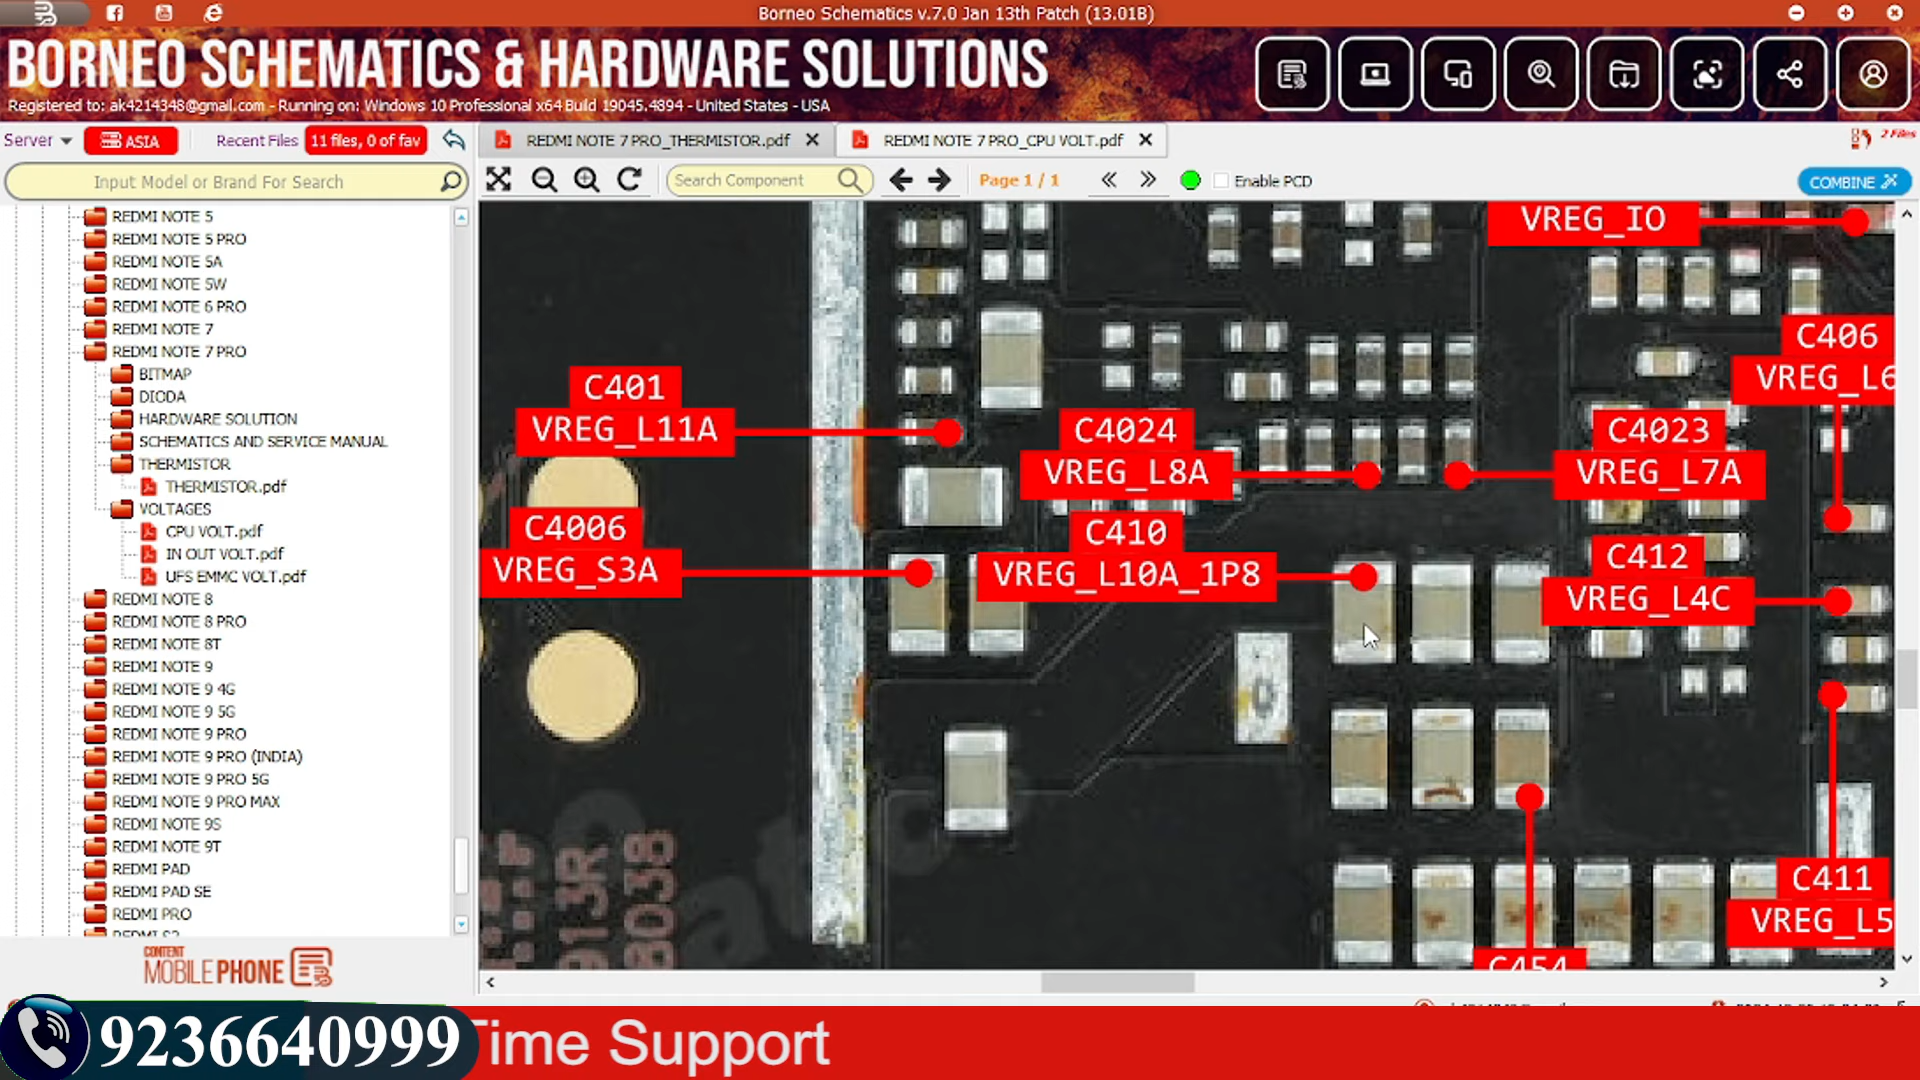 Borneo Schematics v.7.0 Jan 13th Patch (13.01B)
BORNEO SCHEMATICS & HARDWARE SOLUTIONS
Registered to: ak4214348@gmail.com - Running on: Windows 10 Professional x64 Build 19045.4894 - United States - USA
Server
ASIA
Recent Files
11 files, 0 of fav
REDMI NOTE 7 PRO_THERMISTOR.pdf
REDMI NOTE 7 PRO_CPU VOLT.pdf
2 Files
Input Model or Brand For Search
Search Component
Page 1 / 1
Enable PCD
COMBINE
REDMI NOTE 5
REDMI NOTE 5 PRO
REDMI NOTE 5A
REDMI NOTE 5W
REDMI NOTE 6 PRO
REDMI NOTE 7
REDMI NOTE 7 PRO
BITMAP
DIODA
HARDWARE SOLUTION
SCHEMATICS AND SERVICE MANUAL
THERMISTOR
THERMISTOR.pdf
VOLTAGES
CPU VOLT.pdf
IN OUT VOLT.pdf
UFS EMMC VOLT.pdf
REDMI NOTE 8
REDMI NOTE 8 PRO
REDMI NOTE 8T
REDMI NOTE 9
REDMI NOTE 9 4G
REDMI NOTE 9 5G
REDMI NOTE 9 PRO
REDMI NOTE 9 PRO (INDIA)
REDMI NOTE 9 PRO 5G
REDMI NOTE 9 PRO MAX
REDMI NOTE 9S
REDMI NOTE 9T
REDMI PAD
REDMI PAD SE
REDMI PRO
CONTENT
MOBILE PHONE
VREG_IO
C406
VREG_L6
C401
VREG_L11A
C4024
VREG_L8A
C4023
VREG_L7A
C4006
VREG_S3A
C410
VREG_L10A_1P8
C412
VREG_L4C
C411
VREG_L5
C454
913R
8038
9236640999
Time Support